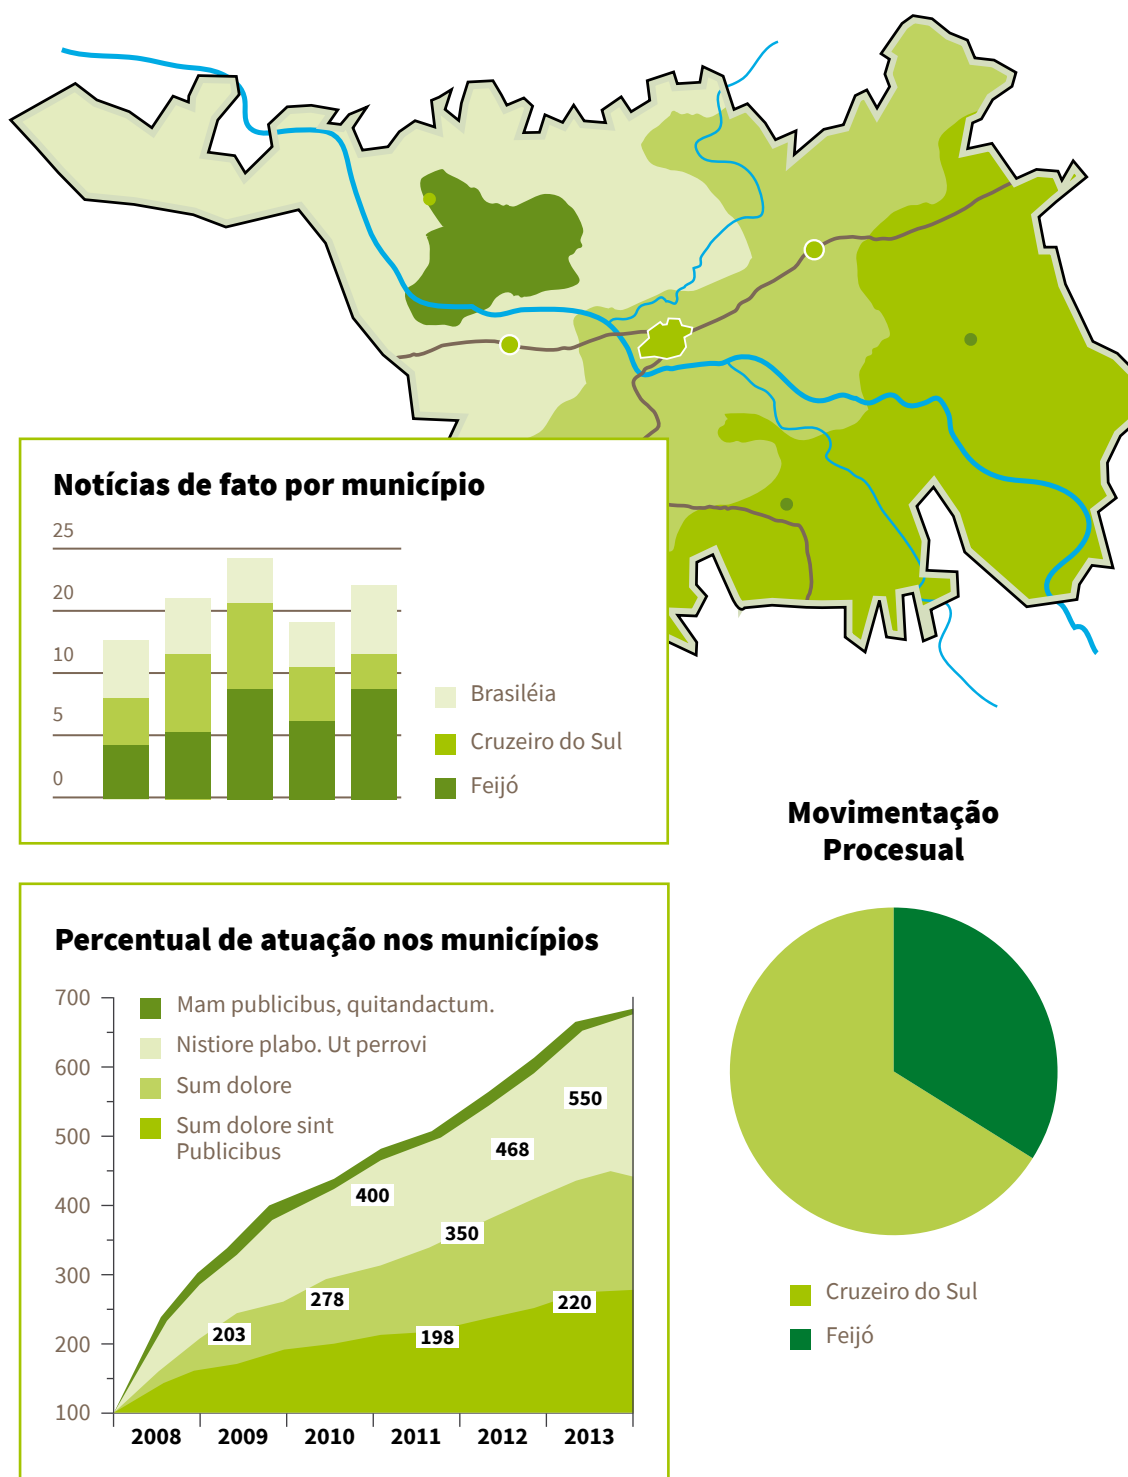 Notícias de fato por município
25
20
10
5
0
Brasiléia
Cruzeiro do Sul
Feijó
Movimentação
Procesual
Cruzeiro do Sul
Feijó
Percentual de atuação nos municípios
700
600
500
400
300
200
100
Mam publicibus, quitandactum.
Nistiore plabo. Ut perrovi
Sum dolore
Sum dolore sint
Publicibus
550
468
400
350
278
220
203
198
2008 2009 2010 2011 2012 2013